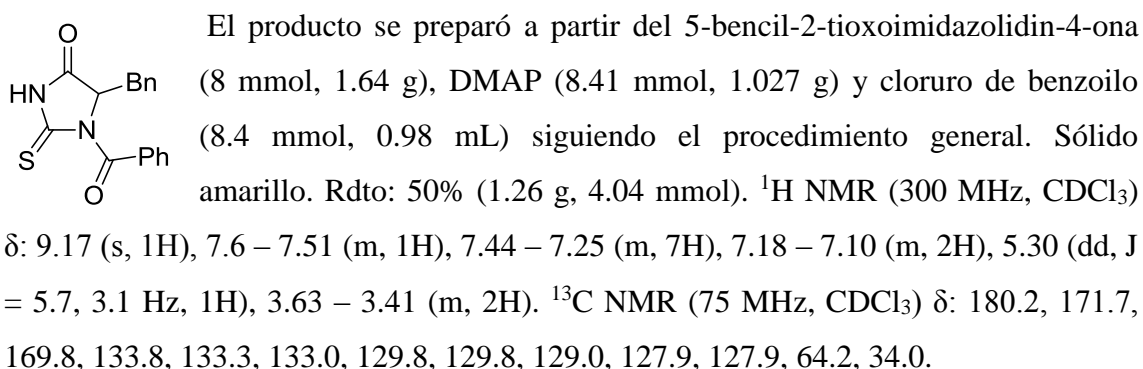 El producto se preparó a partir del 5-bencil-2-tioxoimidazolidin-4-ona
(8 mmol, 1.64 g), DMAP (8.41 mmol, 1.027 g) y cloruro de benzoilo
(8.4 mmol, 0.98 mL) siguiendo el procedimiento general. Sólido
amarillo. Rdto: 50% (1.26 g, 4.04 mmol). ¹H NMR (300 MHz, CDCl₃)
δ: 9.17 (s, 1H), 7.6 – 7.51 (m, 1H), 7.44 – 7.25 (m, 7H), 7.18 – 7.10 (m, 2H), 5.30 (dd, J
= 5.7, 3.1 Hz, 1H), 3.63 – 3.41 (m, 2H). ¹³C NMR (75 MHz, CDCl₃) δ: 180.2, 171.7,
169.8, 133.8, 133.3, 133.0, 129.8, 129.8, 129.0, 127.9, 127.9, 64.2, 34.0.
O
HN
Bn
N
S
Ph
O